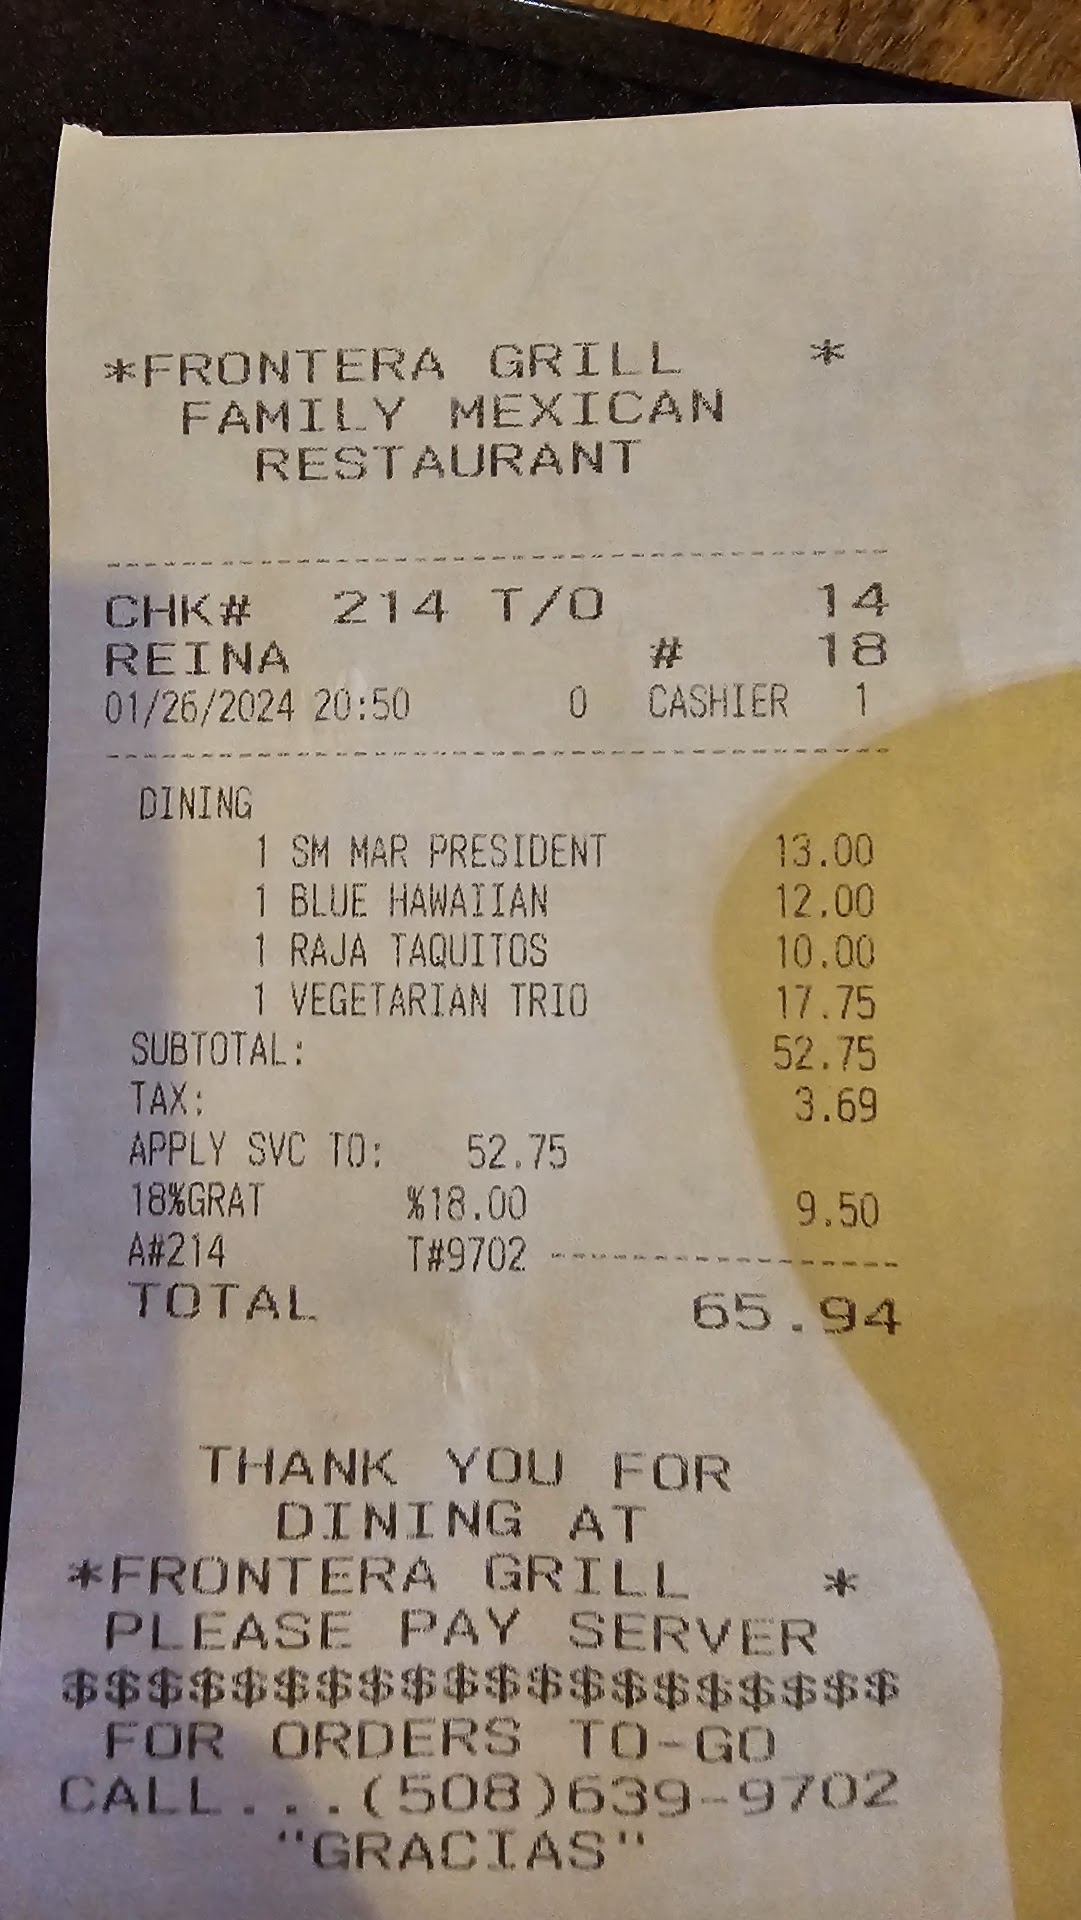 *FRONTERA GRILL *
FAMILY MEXICAN
RESTAURANT
CHK# 214 T/O 14
REINA # 18
01/26/2024 20:50 0 CASHIER 1
DINING
1 SM MAR PRESIDENT 13.00
1 BLUE HAWAIIAN 12.00
1 RAJA TAQUITOS 10.00
1 VEGETARIAN TRIO 17.75
SUBTOTAL: 52.75
TAX: 3.69
APPLY SVC TO: 52.75
18%GRAT %18.00 9.50
A#214 T#9702 ------------------
TOTAL 65.94
THANK YOU FOR
DINING AT
*FRONTERA GRILL *
PLEASE PAY SERVER
$$$$$$$$$$$$$$$$$$$$
FOR ORDERS TO-GO
CALL...(508)639-9702
"GRACIAS"